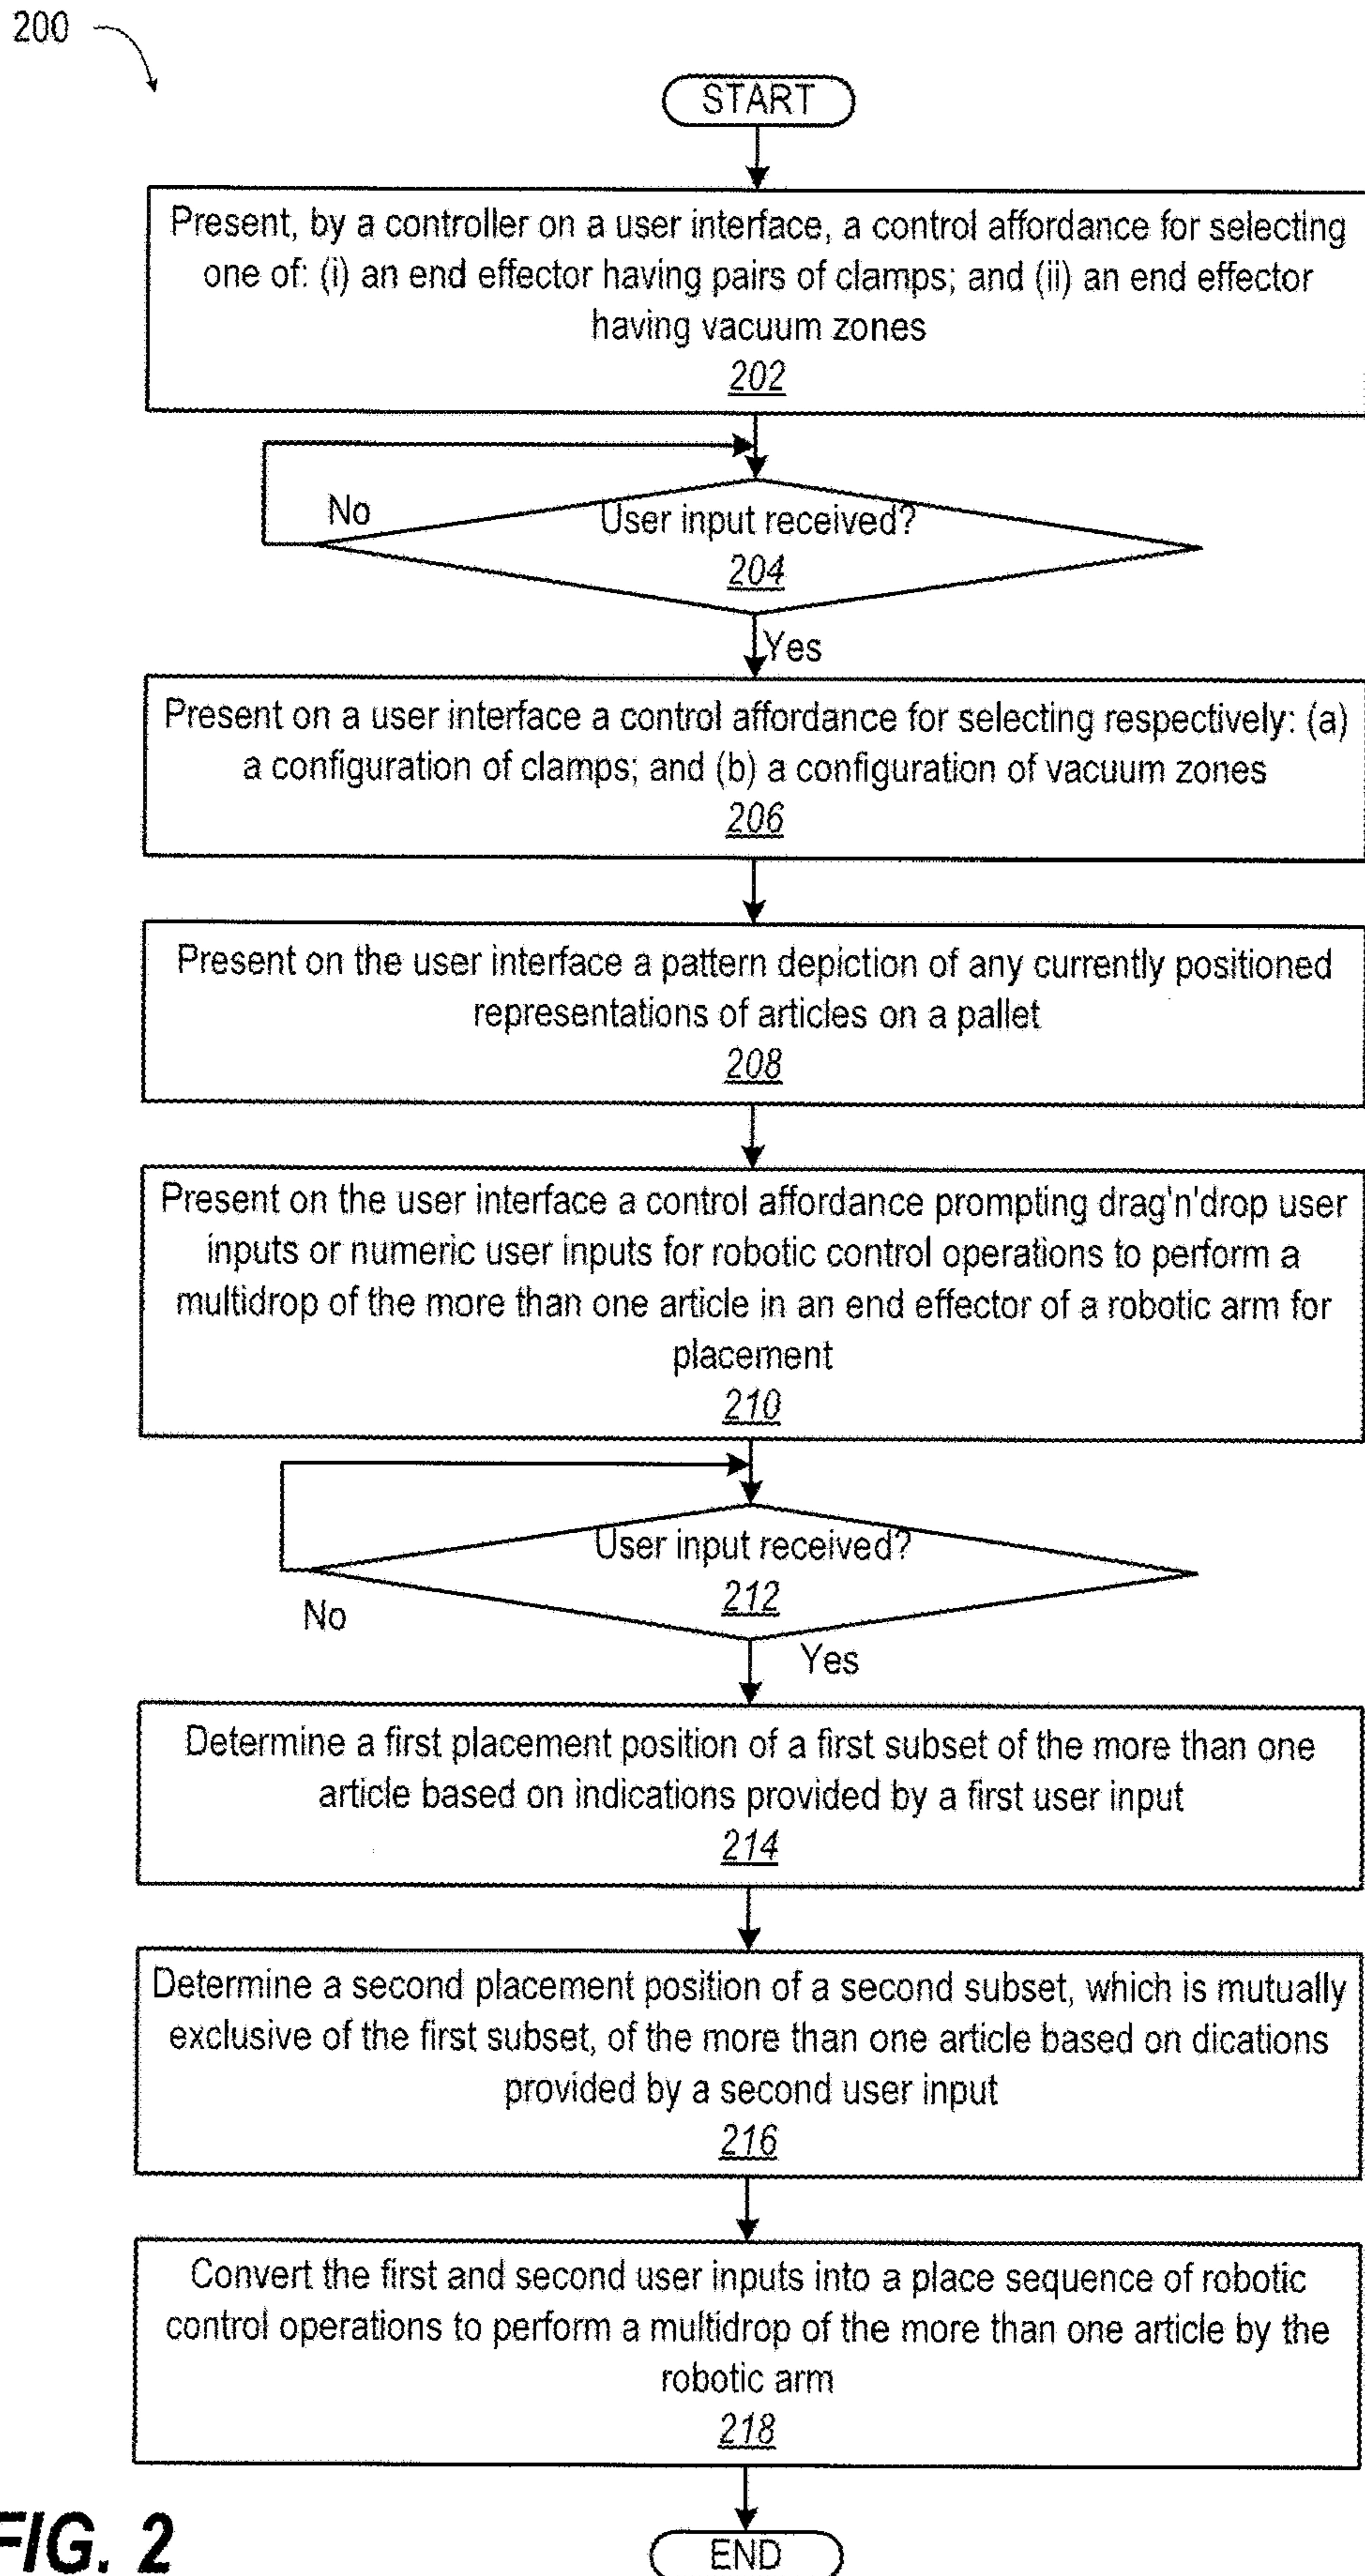 200
START
Present, by a controller on a user interface, a control affordance for selecting
one of: (i) an end effector having pairs of clamps; and (ii) an end effector
having vacuum zones
202
No
User input received?
204
Yes
Present on a user interface a control affordance for selecting respectively: (a)
a configuration of clamps; and (b) a configuration of vacuum zones
206
Present on the user interface a pattern depiction of any currently positioned
representations of articles on a pallet
208
Present on the user interface a control affordance prompting drag'n'drop user
inputs or numeric user inputs for robotic control operations to perform a
multidrop of the more than one article in an end effector of a robotic arm for
placement
210
User input received?
212
No
Yes
Determine a first placement position of a first subset of the more than one
article based on indications provided by a first user input
214
Determine a second placement position of a second subset, which is mutually
exclusive of the first subset, of the more than one article based on dications
provided by a second user input
216
Convert the first and second user inputs into a place sequence of robotic
control operations to perform a multidrop of the more than one article by the
robotic arm
218
FIG. 2
END